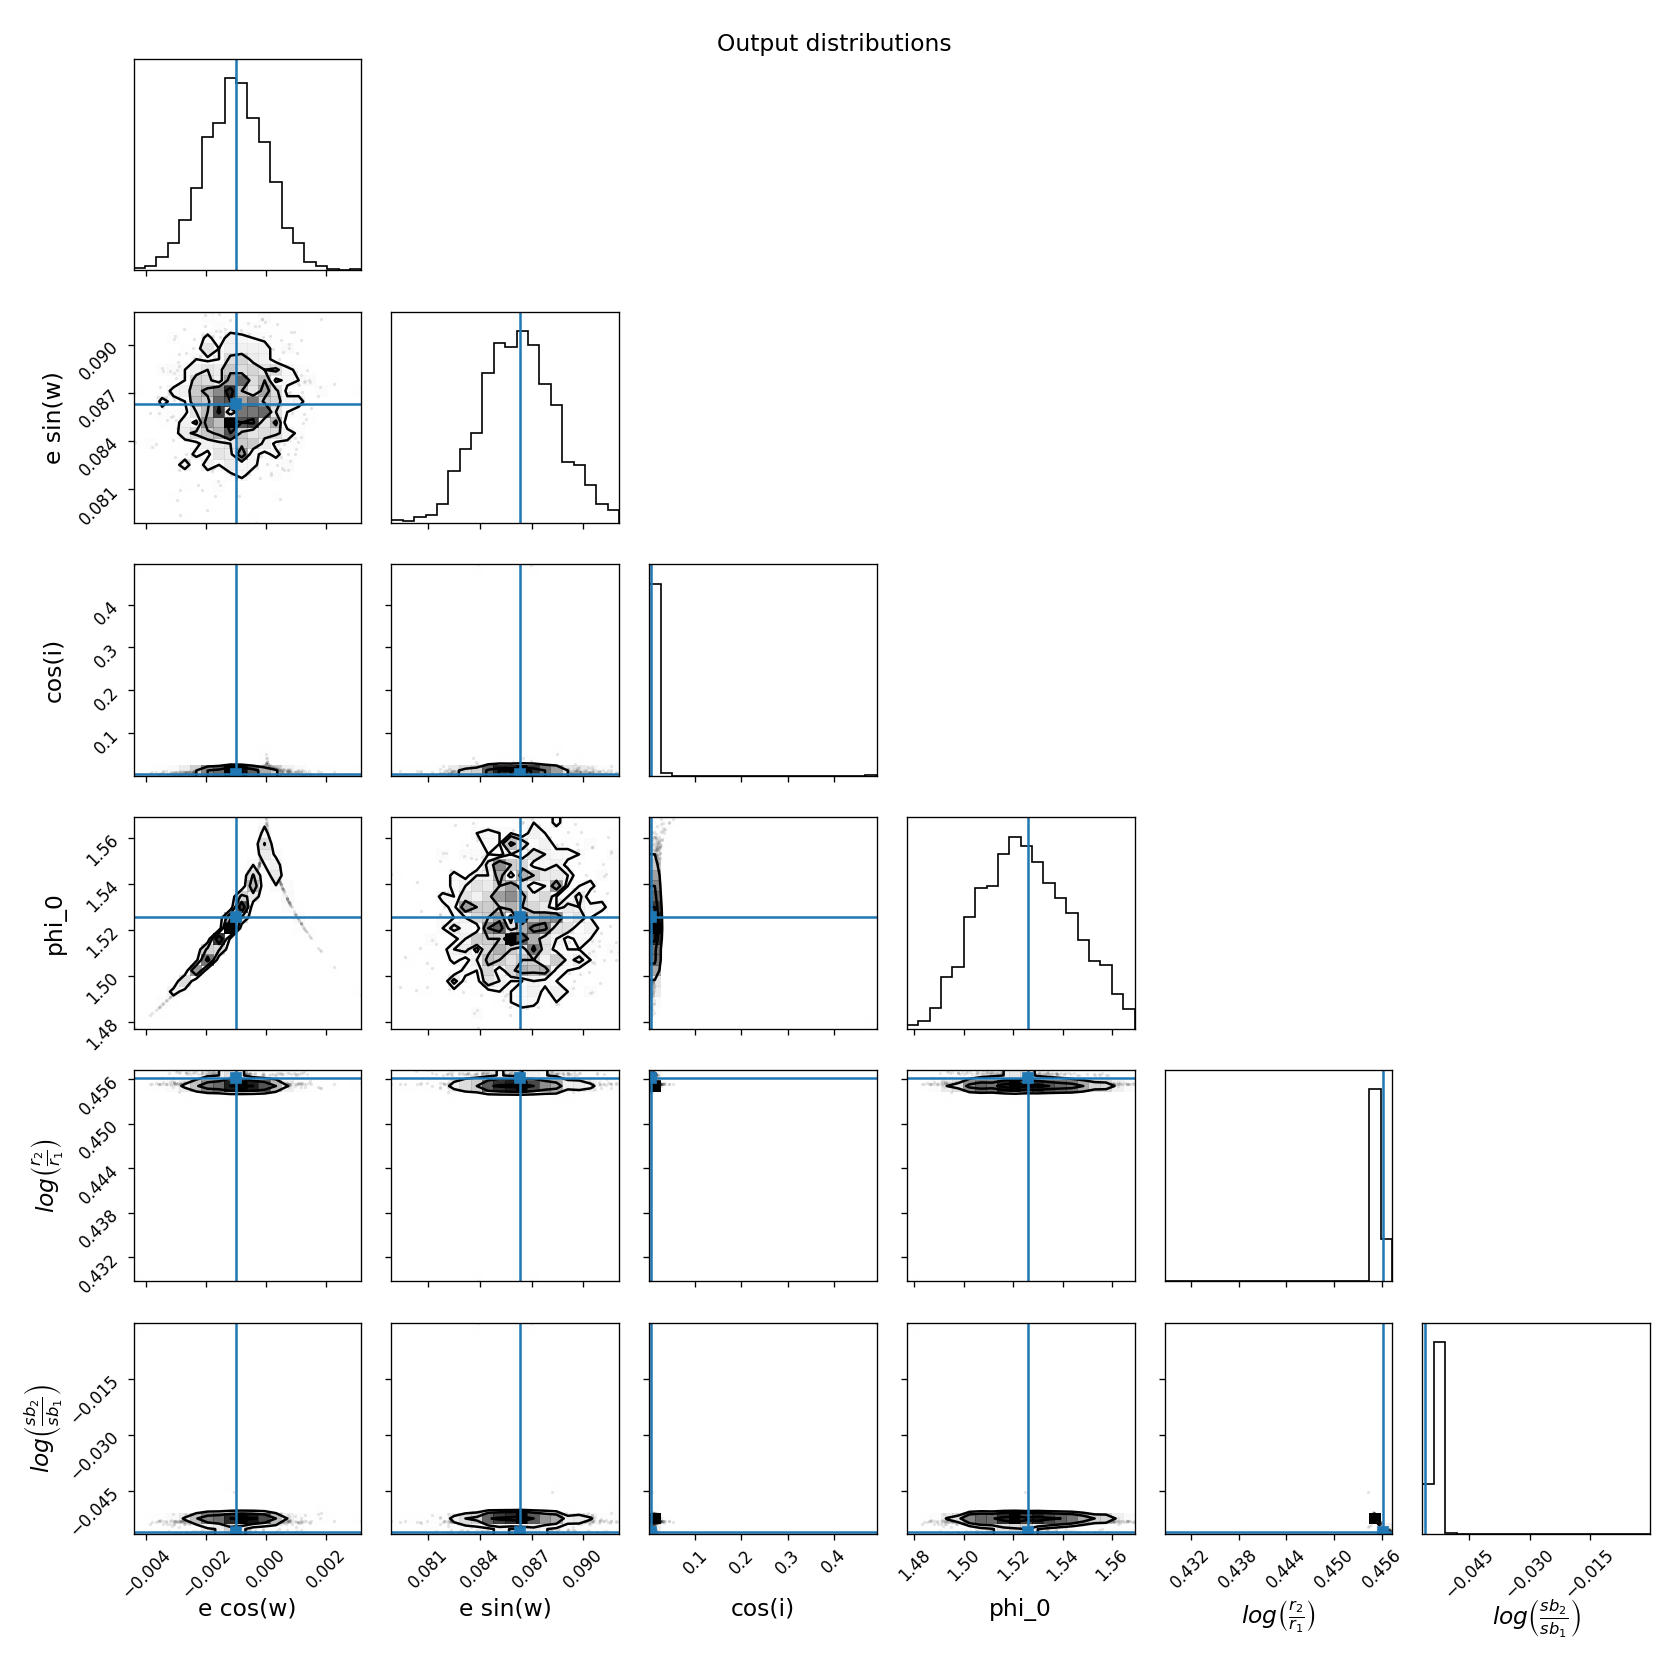 Output distributions
e sin(w)
0.090
0.087
0.084
0.081
cos(i)
0.4
0.3
0.2
0.1
phi_0
1.56
1.54
1.52
1.50
1.48
log(r₂/r₁)
0.456
0.450
0.444
0.438
0.432
log(sb₂/sb₁)
−0.015
−0.030
−0.045
−0.004 −0.002 0.000 0.002
0.081 0.084 0.087 0.090
0.1 0.2 0.3 0.4
1.48 1.50 1.52 1.54 1.56
0.432 0.438 0.444 0.450 0.456
−0.045 −0.030 −0.015
e cos(w)
e sin(w)
cos(i)
phi_0
log(r₂/r₁)
log(sb₂/sb₁)